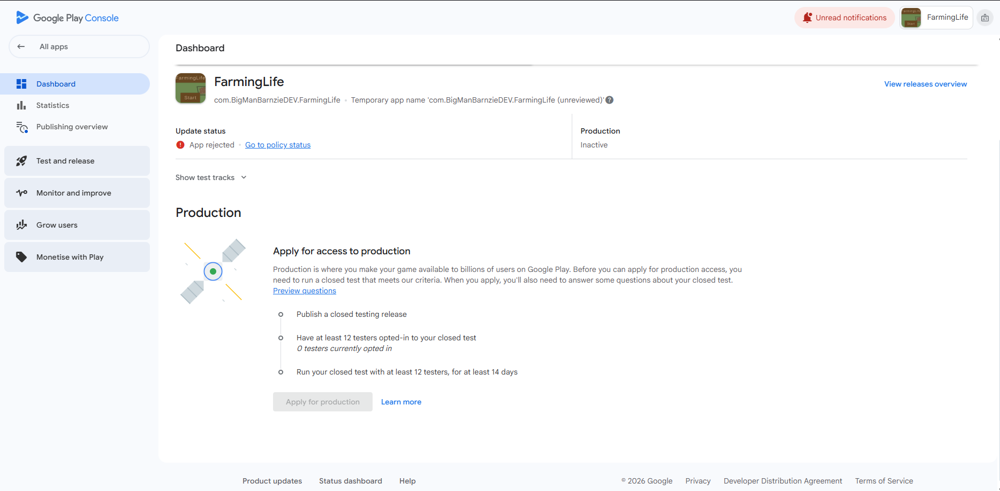 Google Play Console
Unread notifications
FarmingLife
Start
FarmingLife
All apps
Dashboard
Statistics
Publishing overview
Test and release
Monitor and improve
Grow users
Monetise with Play
Dashboard
FarmingLife
Start
FarmingLife
View releases overview
com.BigManBarnzieDEV.FarmingLife • Temporary app name 'com.BigManBarnzieDEV.FarmingLife (unreviewed)' ?
Update status
! App rejected • Go to policy status
Production
Inactive
Show test tracks
Production
Apply for access to production
Production is where you make your game available to billions of users on Google Play. Before you can apply for production access, you
need to run a closed test that meets our criteria. When you apply, you'll also need to answer some questions about your closed test.
Preview questions
Publish a closed testing release
Have at least 12 testers opted-in to your closed test
0 testers currently opted in
Run your closed test with at least 12 testers, for at least 14 days
Apply for production
Learn more
Product updates
Status dashboard
Help
© 2026 Google
Privacy
Developer Distribution Agreement
Terms of Service